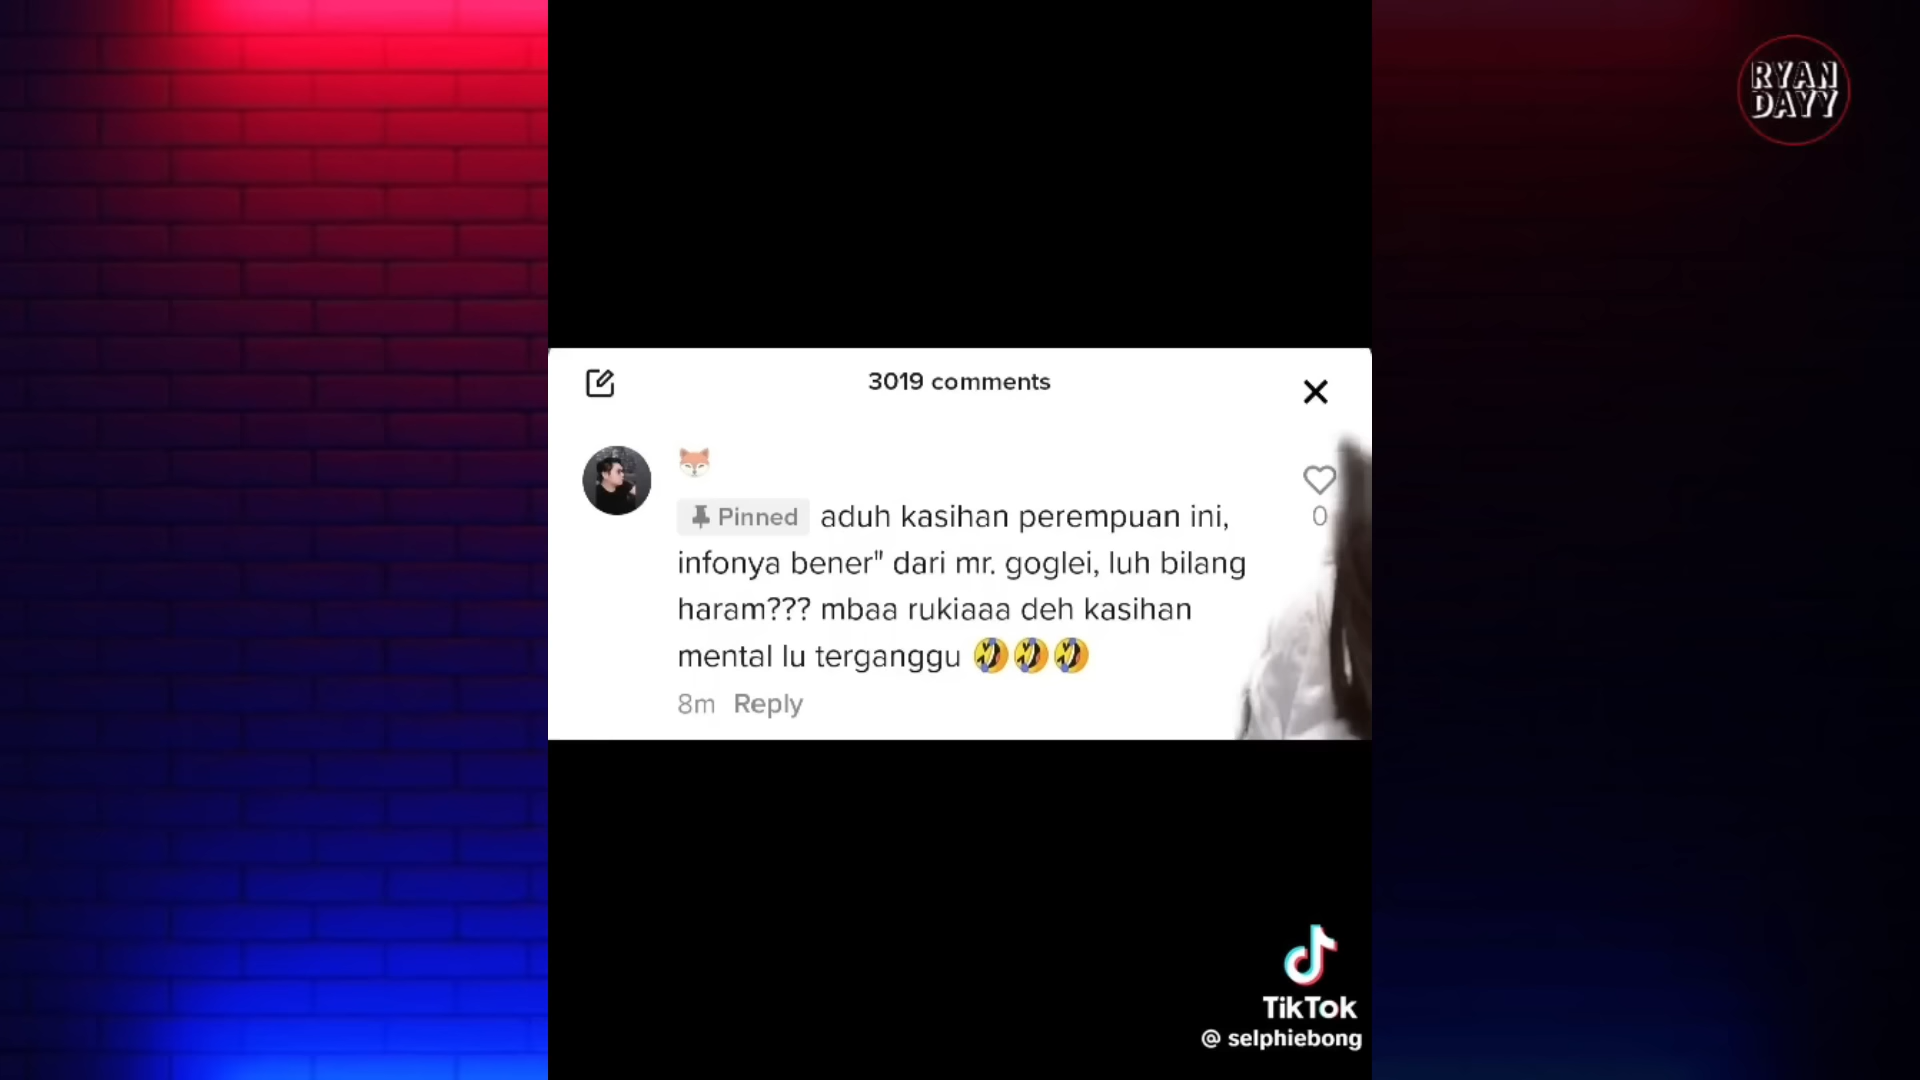 RYAN
DAYY
3019 comments
Pinned aduh kasihan perempuan ini,
infonya bener" dari mr. goglei, luh bilang
haram??? mbaa rukiaaa deh kasihan
mental lu terganggu 🤣🤣🤣
0
8m Reply
TikTok
@ selphiebong